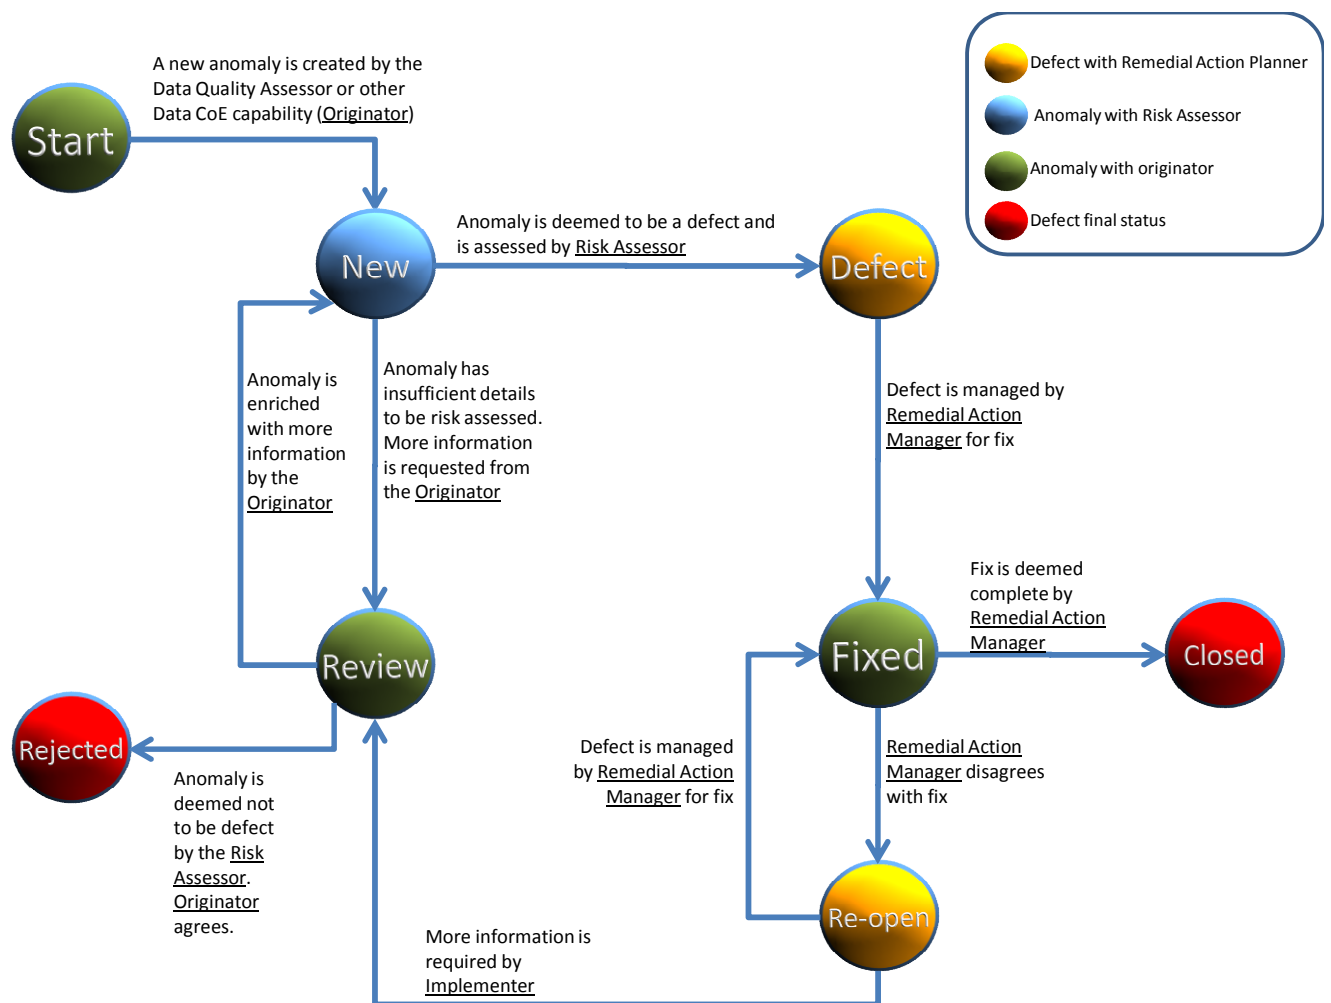 A new anomaly is created by the
Data Quality Assessor or other
Data CoE capability (Originator)
Start
Defect with Remedial Action Planner
Anomaly with Risk Assessor
Anomaly with originator
Defect final status
Anomaly is deemed to be a defect and
is assessed by Risk Assessor
New
Defect
Anomaly is
enriched
with more
information
by the
Originator
Anomaly has
insufficient details
to be risk assessed.
More information
is requested from
the Originator
Defect is managed by
Remedial Action
Manager for fix
Fix is deemed
complete by
Remedial Action
Manager
Review
Fixed
Closed
Rejected
Anomaly is
deemed not
to be defect
by the Risk
Assessor.
Originator
agrees.
Defect is managed
by Remedial Action
Manager for fix
Remedial Action
Manager disagrees
with fix
Re-open
More information is
required by
Implementer